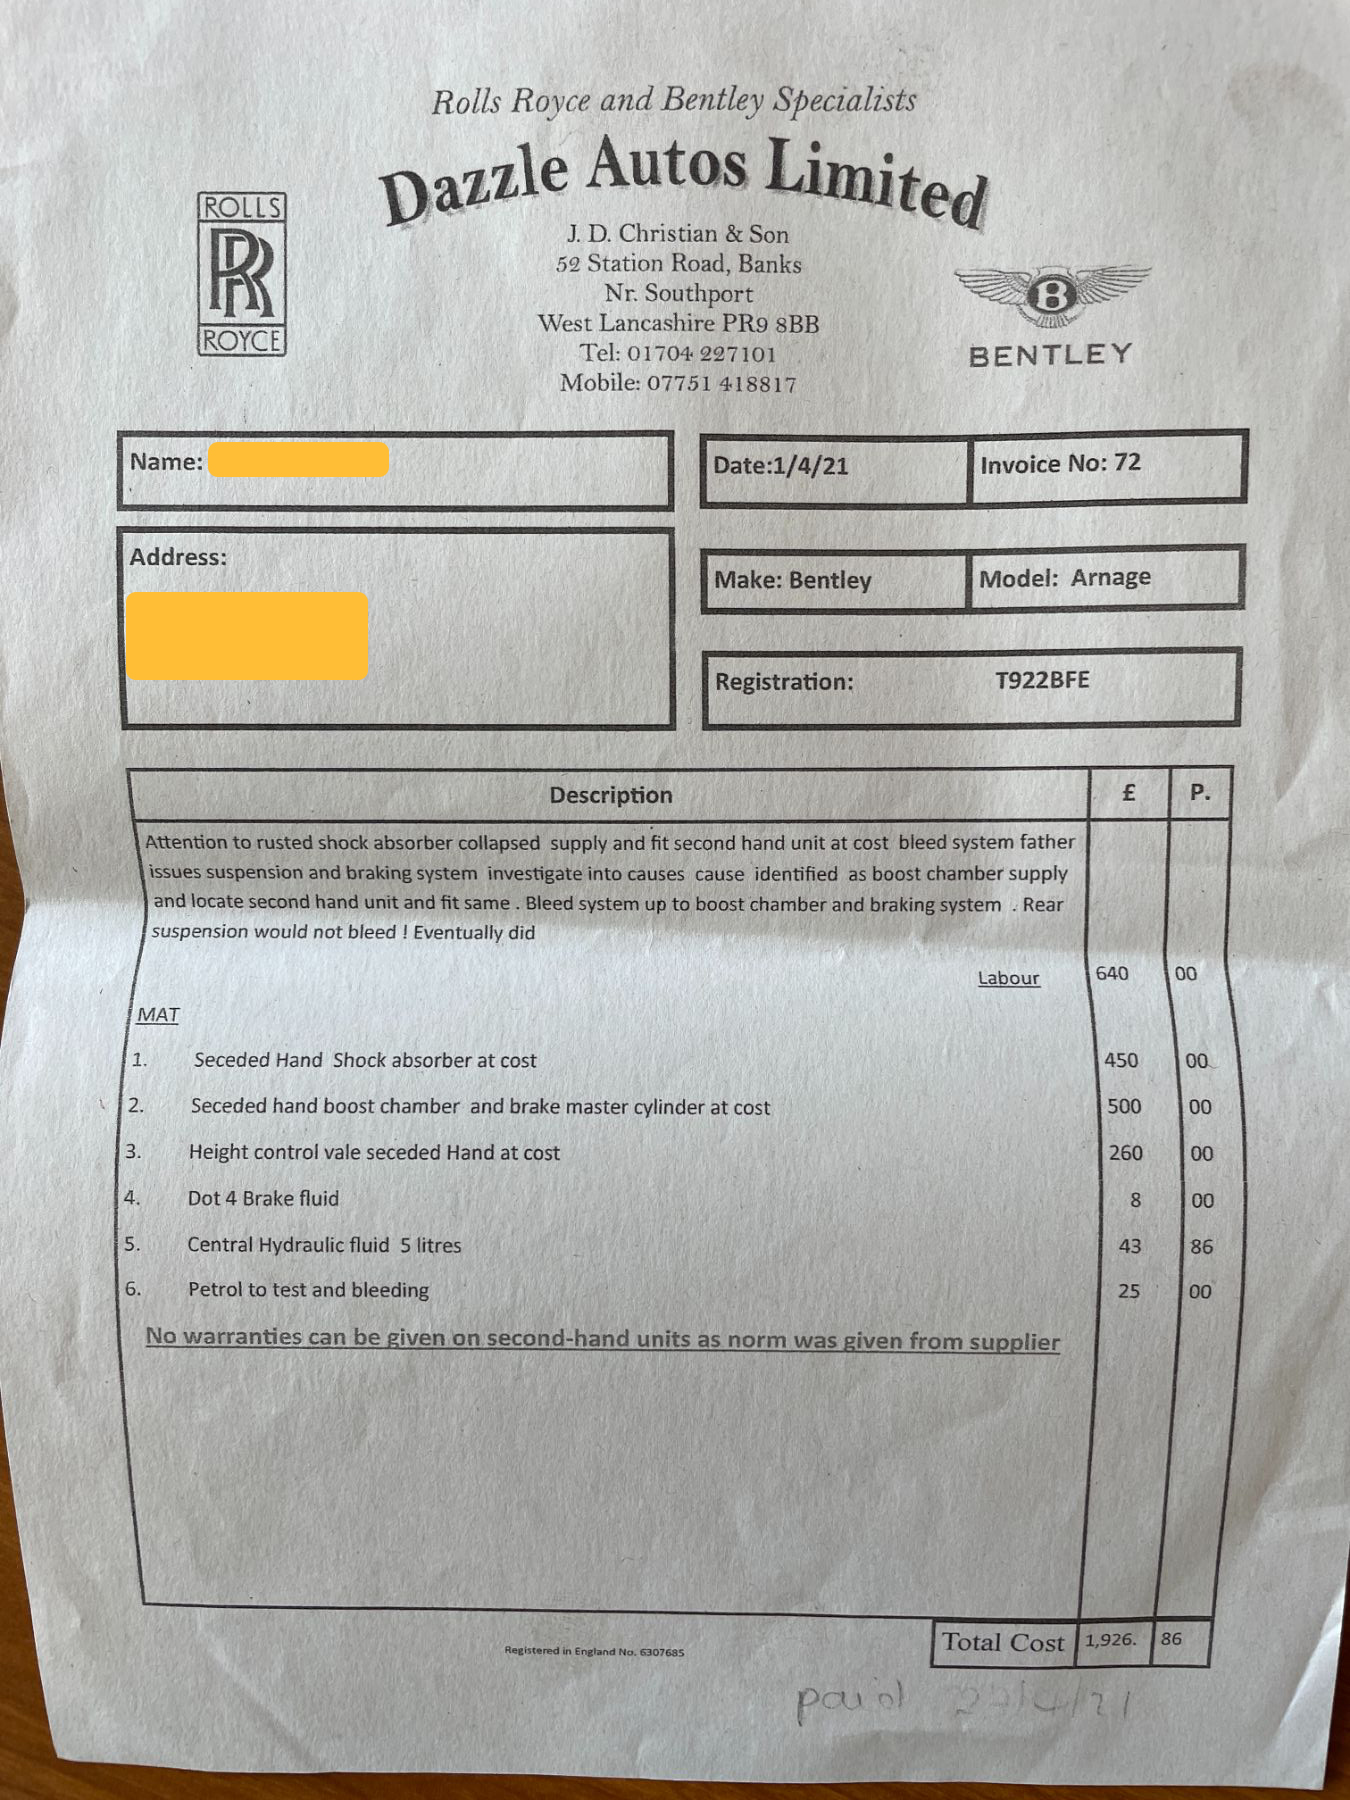 Rolls Royce and Bentley Specialists
Dazzle Autos Limited
ROLLS
RR
ROYCE
J. D. Christian & Son
52 Station Road, Banks
Nr. Southport
West Lancashire PR9 8BB
Tel: 01704 227101
Mobile: 07751 418817
B
BENTLEY
Name:
Date:1/4/21
Invoice No: 72
Address:
Make: Bentley
Model: Arnage
Registration: T922BFE
Description £ P.
Attention to rusted shock absorber collapsed supply and fit second hand unit at cost bleed system father
issues suspension and braking system investigate into causes cause identified as boost chamber supply
and locate second hand unit and fit same . Bleed system up to boost chamber and braking system . Rear
suspension would not bleed ! Eventually did
Labour 640 00
MAT
1. Seceded Hand Shock absorber at cost 450 00
2. Seceded hand boost chamber and brake master cylinder at cost 500 00
3. Height control vale seceded Hand at cost 260 00
4. Dot 4 Brake fluid 8 00
5. Central Hydraulic fluid 5 litres 43 86
6. Petrol to test and bleeding 25 00
No warranties can be given on second-hand units as norm was given from supplier
Total Cost 1,926. 86
Registered in England No. 6307685
paid